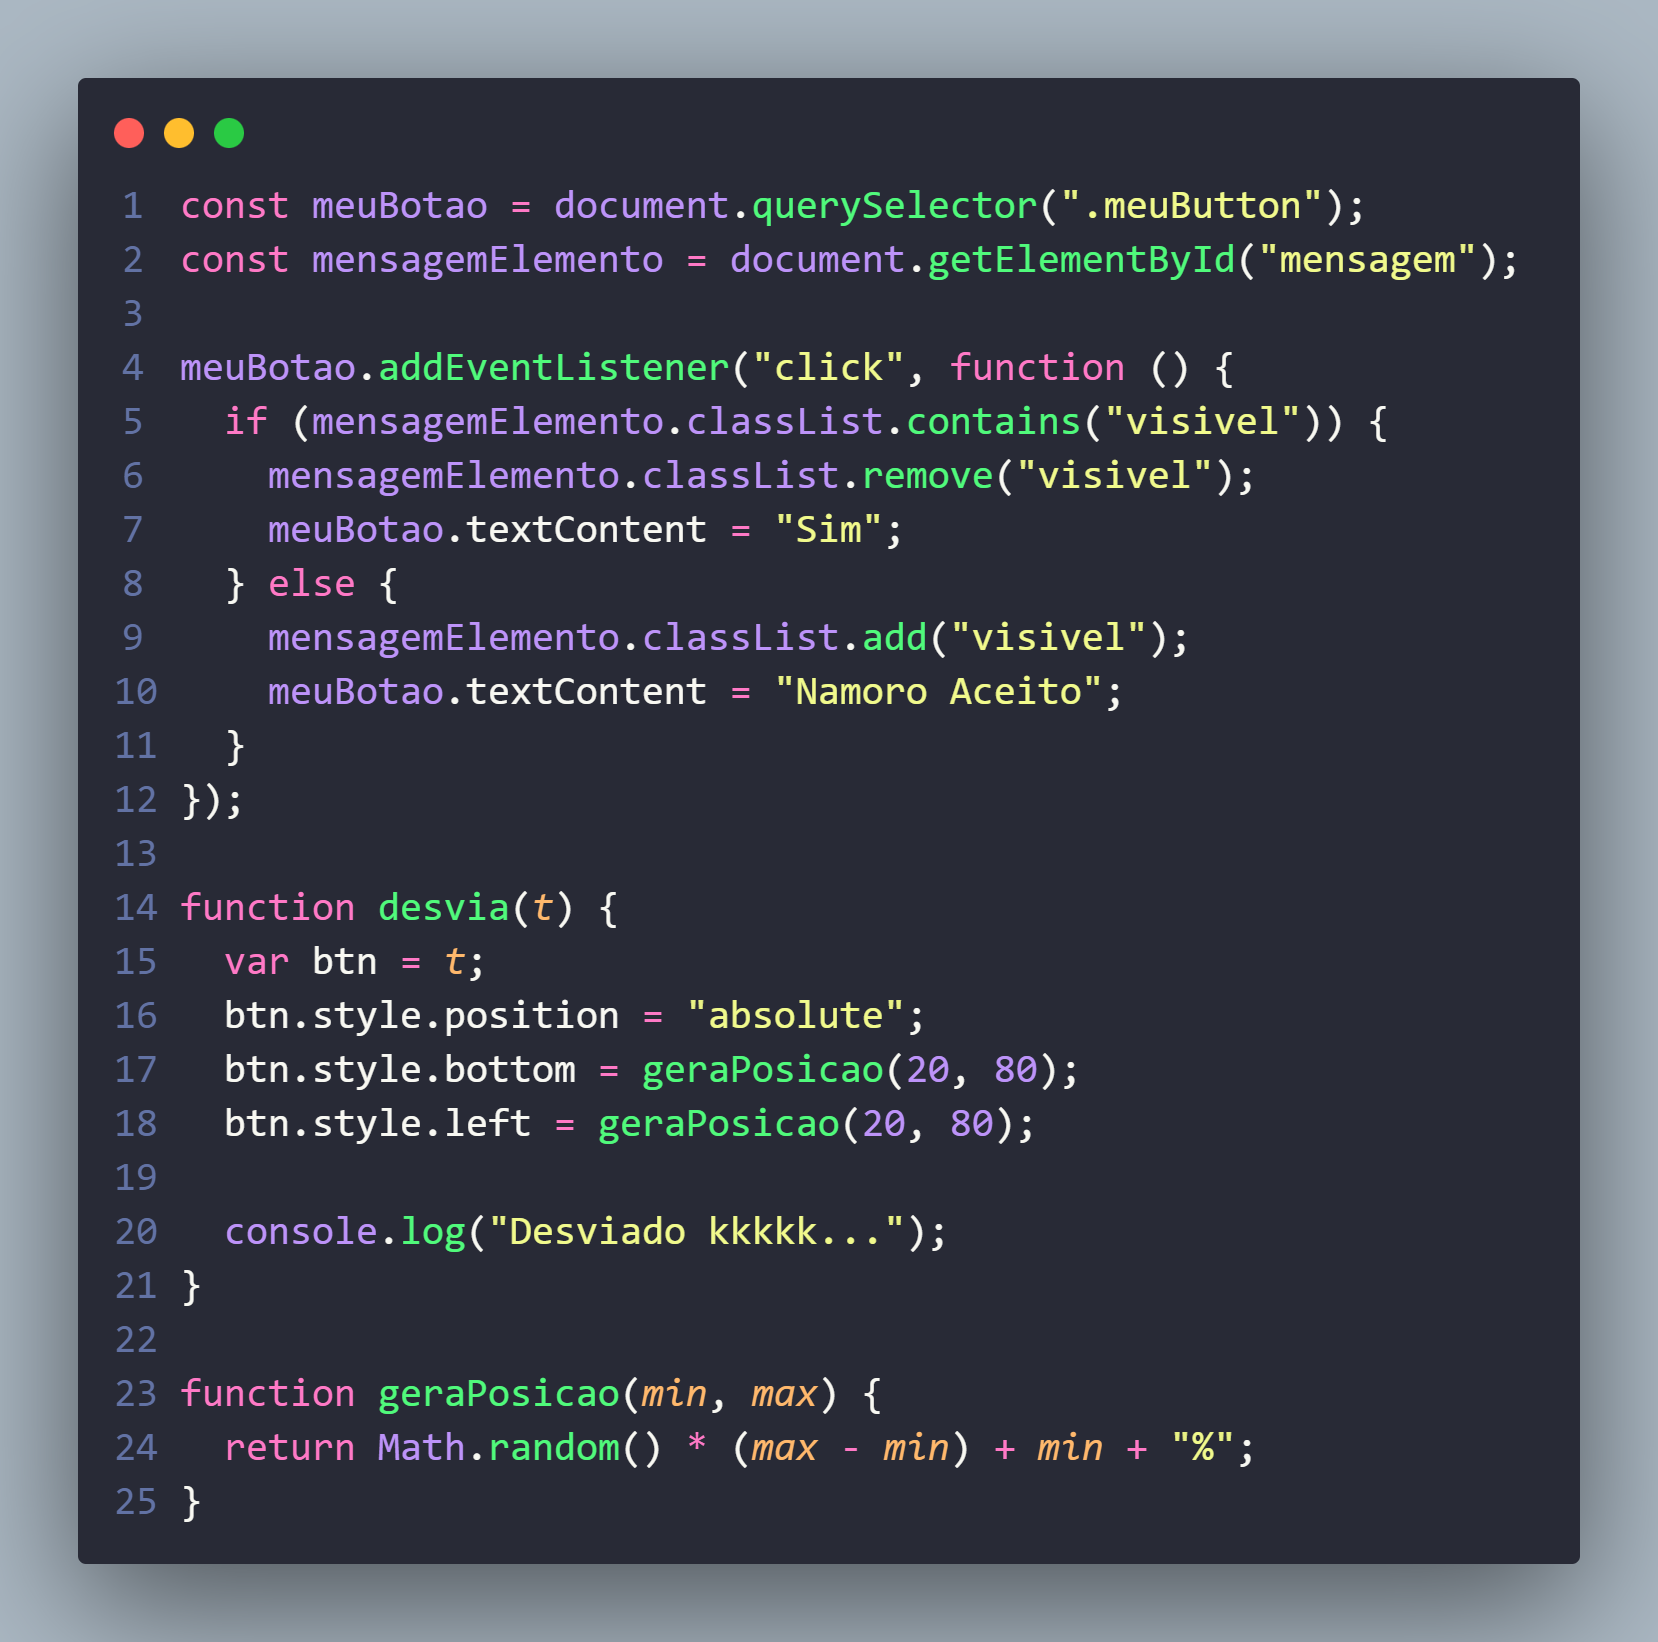 1 const meuBotao = document.querySelector(".meuButton");
2 const mensagemElemento = document.getElementById("mensagem");
3
4 meuBotao.addEventListener("click", function () {
5   if (mensagemElemento.classList.contains("visivel")) {
6     mensagemElemento.classList.remove("visivel");
7     meuBotao.textContent = "Sim";
8   } else {
9     mensagemElemento.classList.add("visivel");
10     meuBotao.textContent = "Namoro Aceito";
11   }
12 });
13
14 function desvia(t) {
15   var btn = t;
16   btn.style.position = "absolute";
17   btn.style.bottom = geraPosicao(20, 80);
18   btn.style.left = geraPosicao(20, 80);
19
20   console.log("Desviado kkkkk...");
21 }
22
23 function geraPosicao(min, max) {
24   return Math.random() * (max - min) + min + "%";
25 }